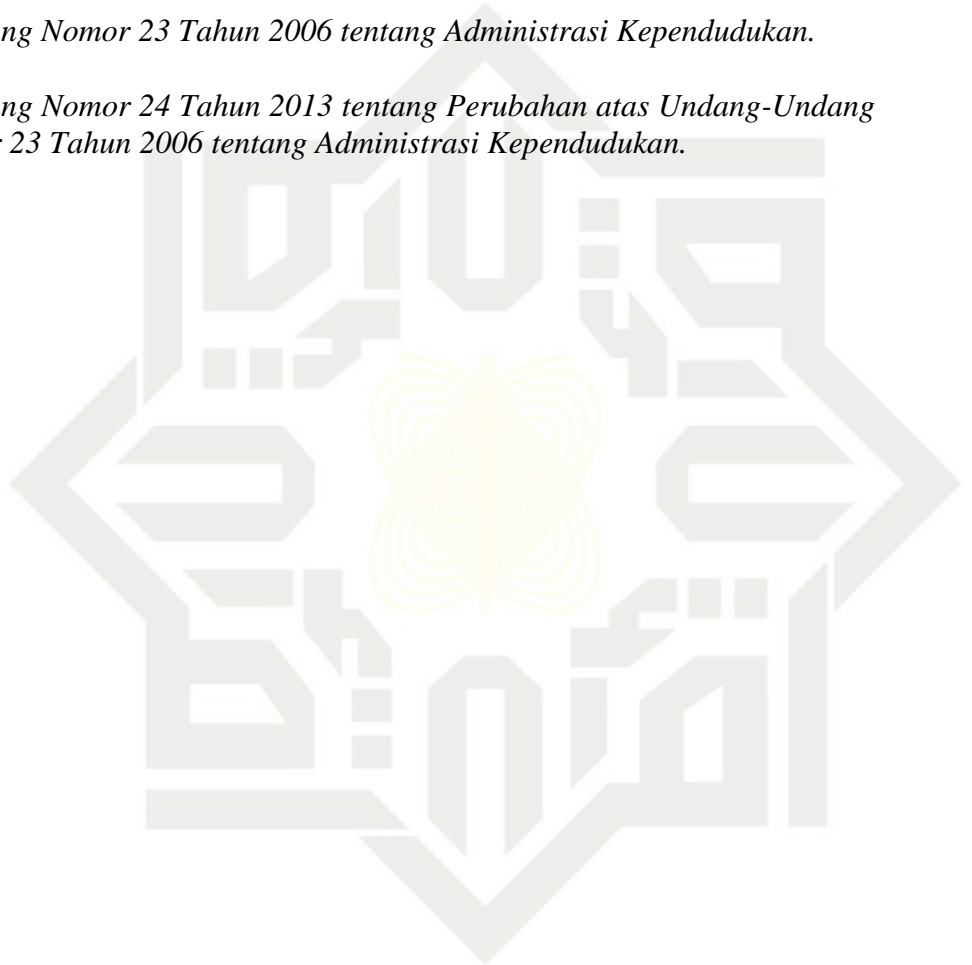 ng Nomor 23 Tahun 2006 tentang Administrasi Kependudukan.
ng Nomor 24 Tahun 2013 tentang Perubahan atas Undang-Undang
23 Tahun 2006 tentang Administrasi Kependudukan.